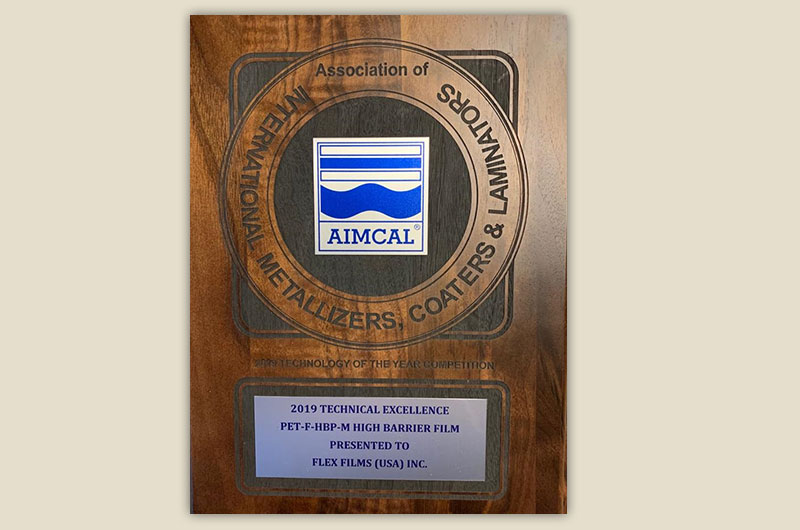 Association of
INTERNATIONAL METALLIZERS, COATERS & LAMINATORS
AIMCAL®
TECHNOLOGY OF THE YEAR COMPETITION
2019 TECHNICAL EXCELLENCE
PET-F-HBP-M HIGH BARRIER FILM
PRESENTED TO
FLEX FILMS (USA) INC.